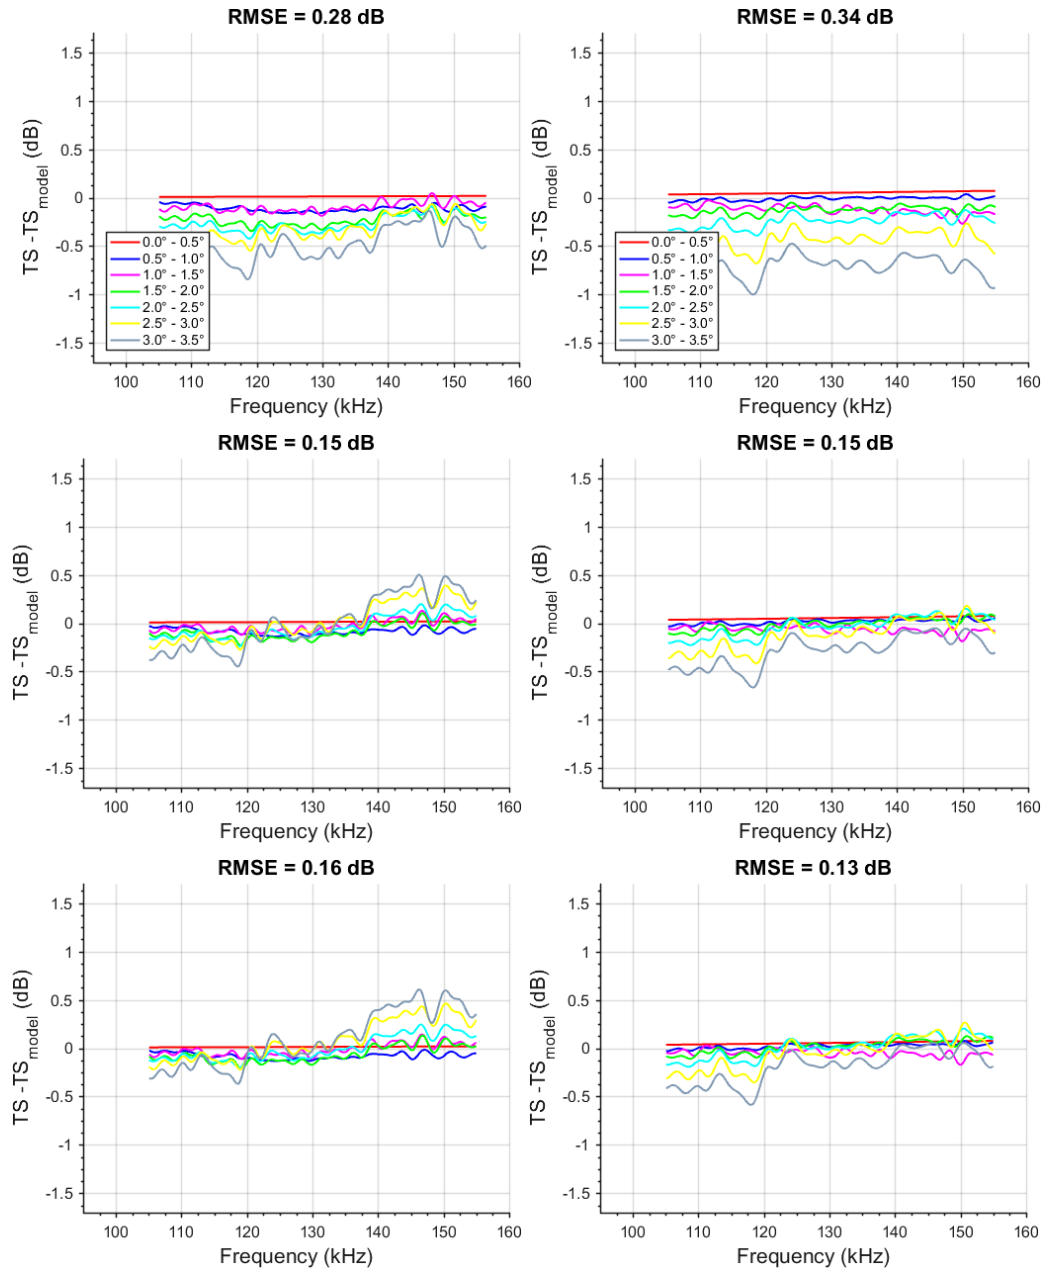 RMSE = 0.28 dB
RMSE = 0.34 dB
1.5
1
0.5
0
-0.5
-1
-1.5
TS -TSmodel (dB)
0.0° - 0.5°
0.5° - 1.0°
1.0° - 1.5°
1.5° - 2.0°
2.0° - 2.5°
2.5° - 3.0°
3.0° - 3.5°
100 110 120 130 140 150 160
Frequency (kHz)
1.5
1
0.5
0
-0.5
-1
-1.5
TS -TSmodel (dB)
0.0° - 0.5°
0.5° - 1.0°
1.0° - 1.5°
1.5° - 2.0°
2.0° - 2.5°
2.5° - 3.0°
3.0° - 3.5°
100 110 120 130 140 150 160
Frequency (kHz)
RMSE = 0.15 dB
RMSE = 0.15 dB
1.5
1
0.5
0
-0.5
-1
-1.5
TS -TSmodel (dB)
100 110 120 130 140 150 160
Frequency (kHz)
1.5
1
0.5
0
-0.5
-1
-1.5
TS -TSmodel (dB)
100 110 120 130 140 150 160
Frequency (kHz)
RMSE = 0.16 dB
RMSE = 0.13 dB
1.5
1
0.5
0
-0.5
-1
-1.5
TS -TSmodel (dB)
100 110 120 130 140 150 160
Frequency (kHz)
1.5
1
0.5
0
-0.5
-1
-1.5
TS -TSmodel (dB)
100 110 120 130 140 150 160
Frequency (kHz)